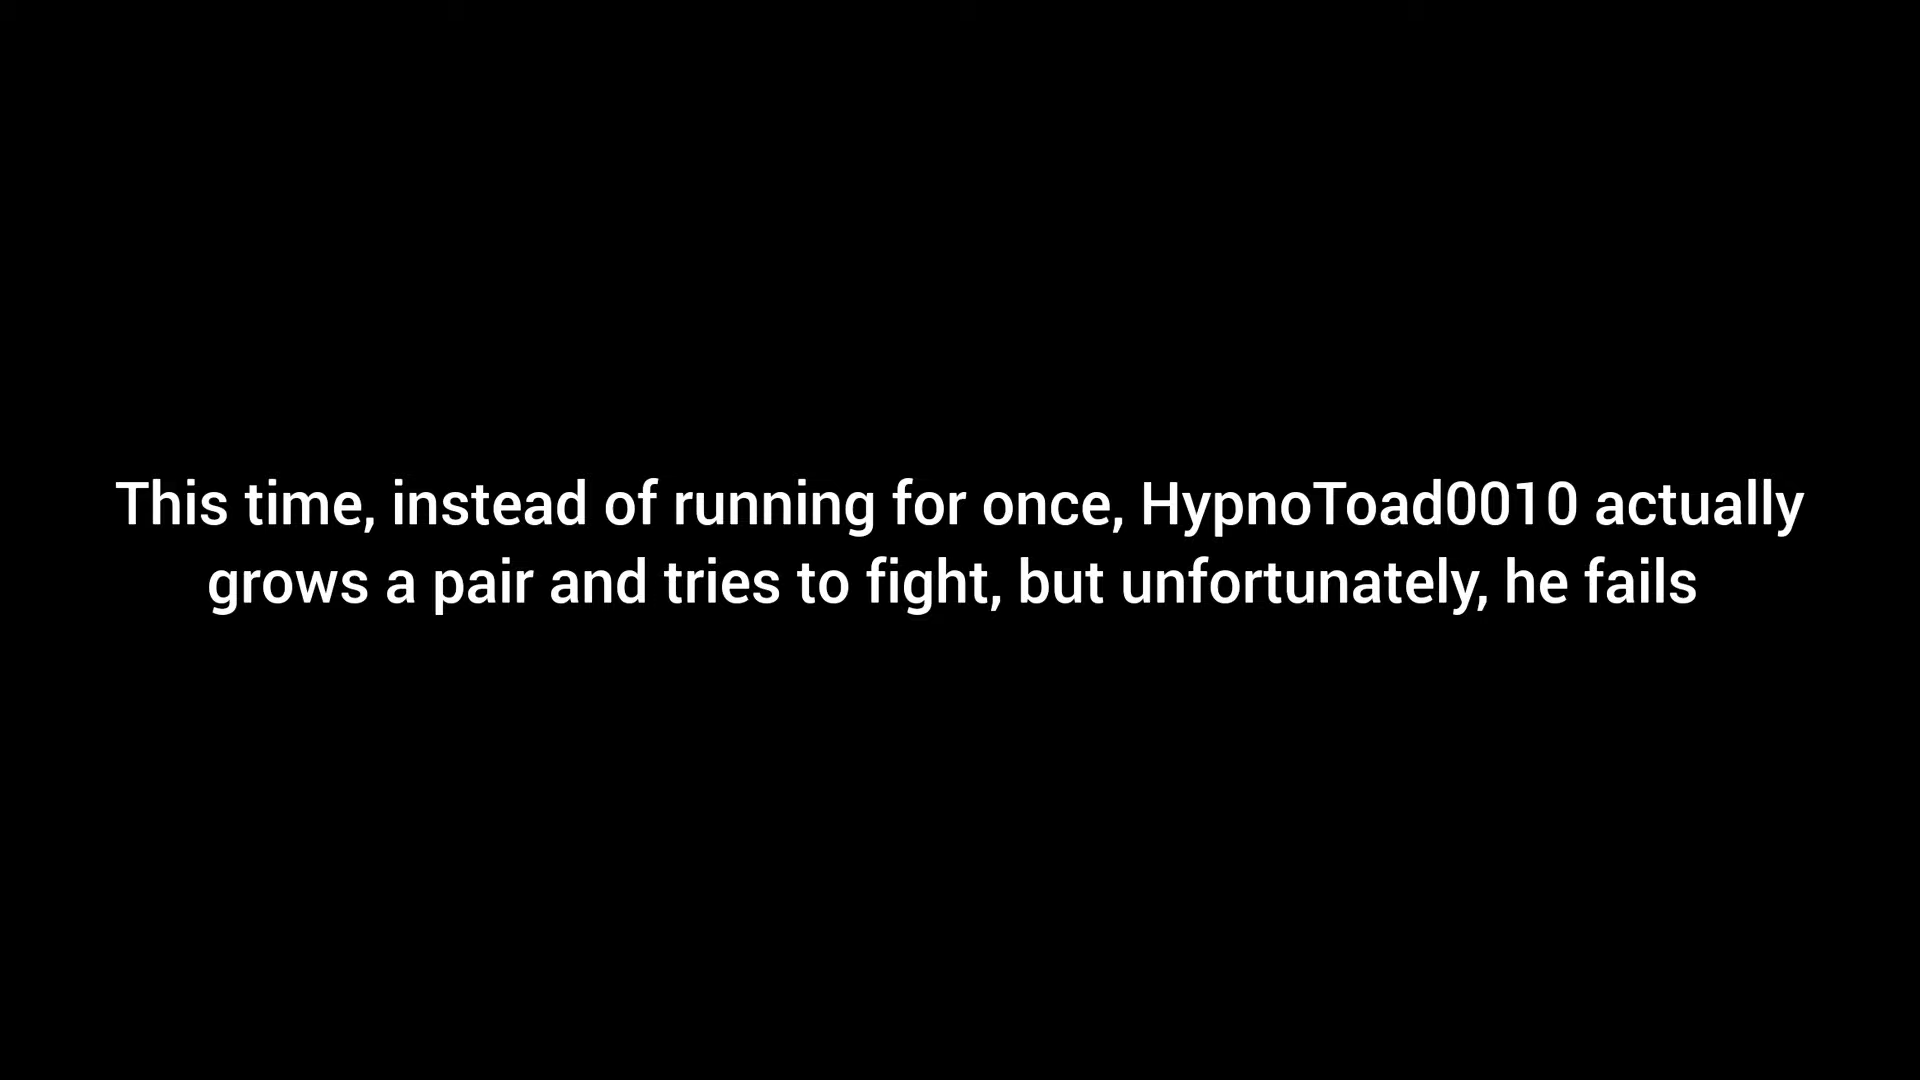 This time, instead of running for once, HypnoToad0010 actually
grows a pair and tries to fight, but unfortunately, he fails